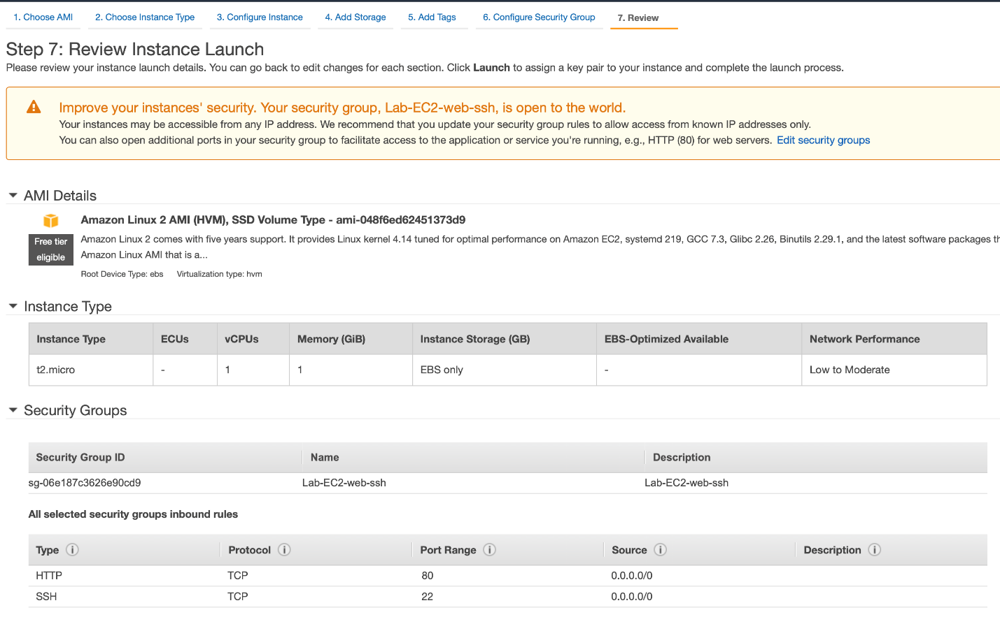 1. Choose AMI 2. Choose Instance Type 3. Configure Instance 4. Add Storage 5. Add Tags 6. Configure Security Group 7. Review
Step 7: Review Instance Launch
Please review your instance launch details. You can go back to edit changes for each section. Click Launch to assign a key pair to your instance and complete the launch process.
Improve your instances' security. Your security group, Lab-EC2-web-ssh, is open to the world.
Your instances may be accessible from any IP address. We recommend that you update your security group rules to allow access from known IP addresses only.
You can also open additional ports in your security group to facilitate access to the application or service you're running, e.g., HTTP (80) for web servers. Edit security groups
AMI Details
Amazon Linux 2 AMI (HVM), SSD Volume Type - ami-048f6ed62451373d9
Free tier eligible
Amazon Linux 2 comes with five years support. It provides Linux kernel 4.14 tuned for optimal performance on Amazon EC2, systemd 219, GCC 7.3, Glibc 2.26, Binutils 2.29.1, and the latest software packages th
Amazon Linux AMI that is a...
Root Device Type: ebs Virtualization type: hvm
Instance Type
Instance Type ECUs vCPUs Memory (GiB) Instance Storage (GB) EBS-Optimized Available Network Performance
t2.micro - 1 1 EBS only - Low to Moderate
Security Groups
Security Group ID Name Description
sg-06e187c3626e90cd9 Lab-EC2-web-ssh Lab-EC2-web-ssh
All selected security groups inbound rules
Type Protocol Port Range Source Description
HTTP TCP 80 0.0.0.0/0
SSH TCP 22 0.0.0.0/0